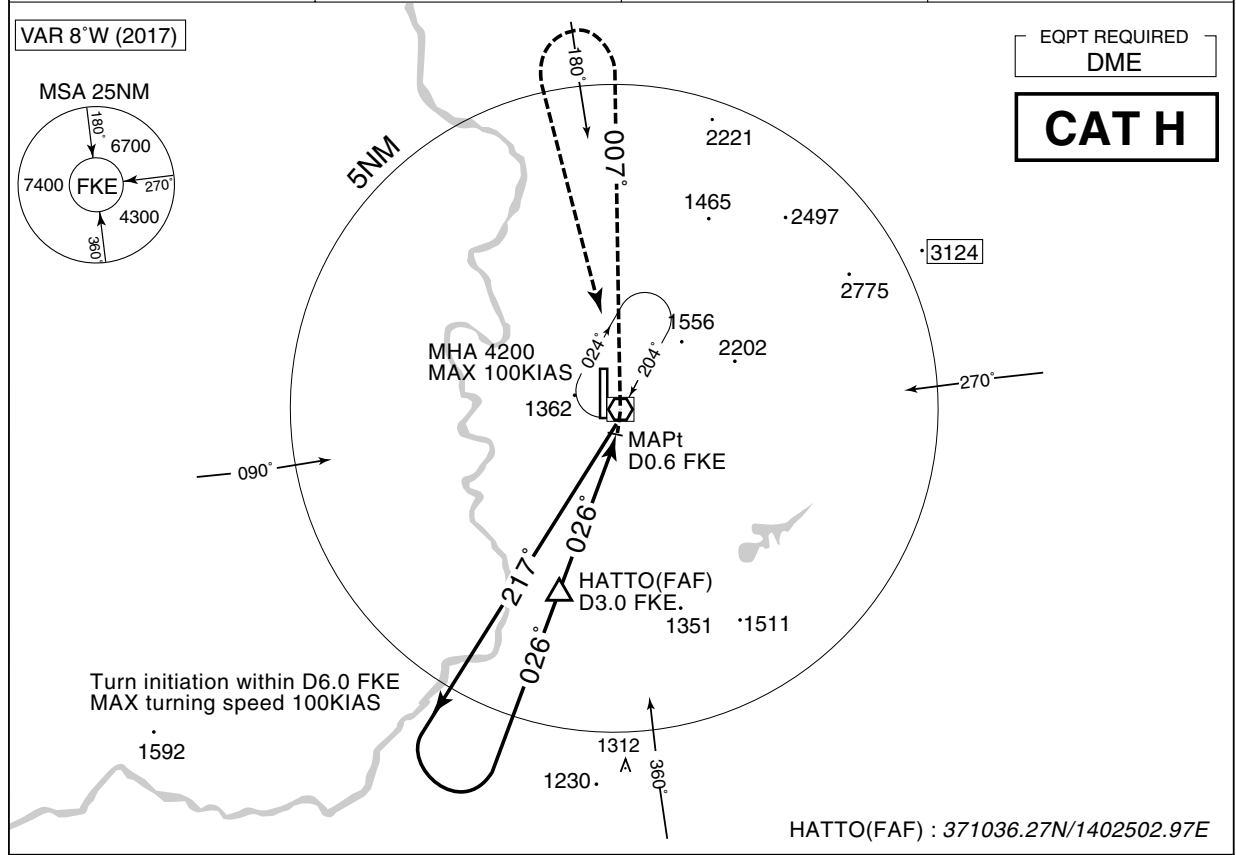 VAR 8°W (2017)
MSA 25NM
180°
6700
7400
FKE
270°
4300
360°
5NM
180°
007°
EQPT REQUIRED
DME
CAT H
2221
1465
2497
3124
2775
1556
2202
024°
204°
MHA 4200
MAX 100KIAS
1362
270°
090°
MAPt
D0.6 FKE
217°
026°
HATTO(FAF)
D3.0 FKE
1351
1511
026°
Turn initiation within D6.0 FKE
MAX turning speed 100KIAS
1592
1312
1230
360°
HATTO(FAF) : 371036.27N/1402502.97E